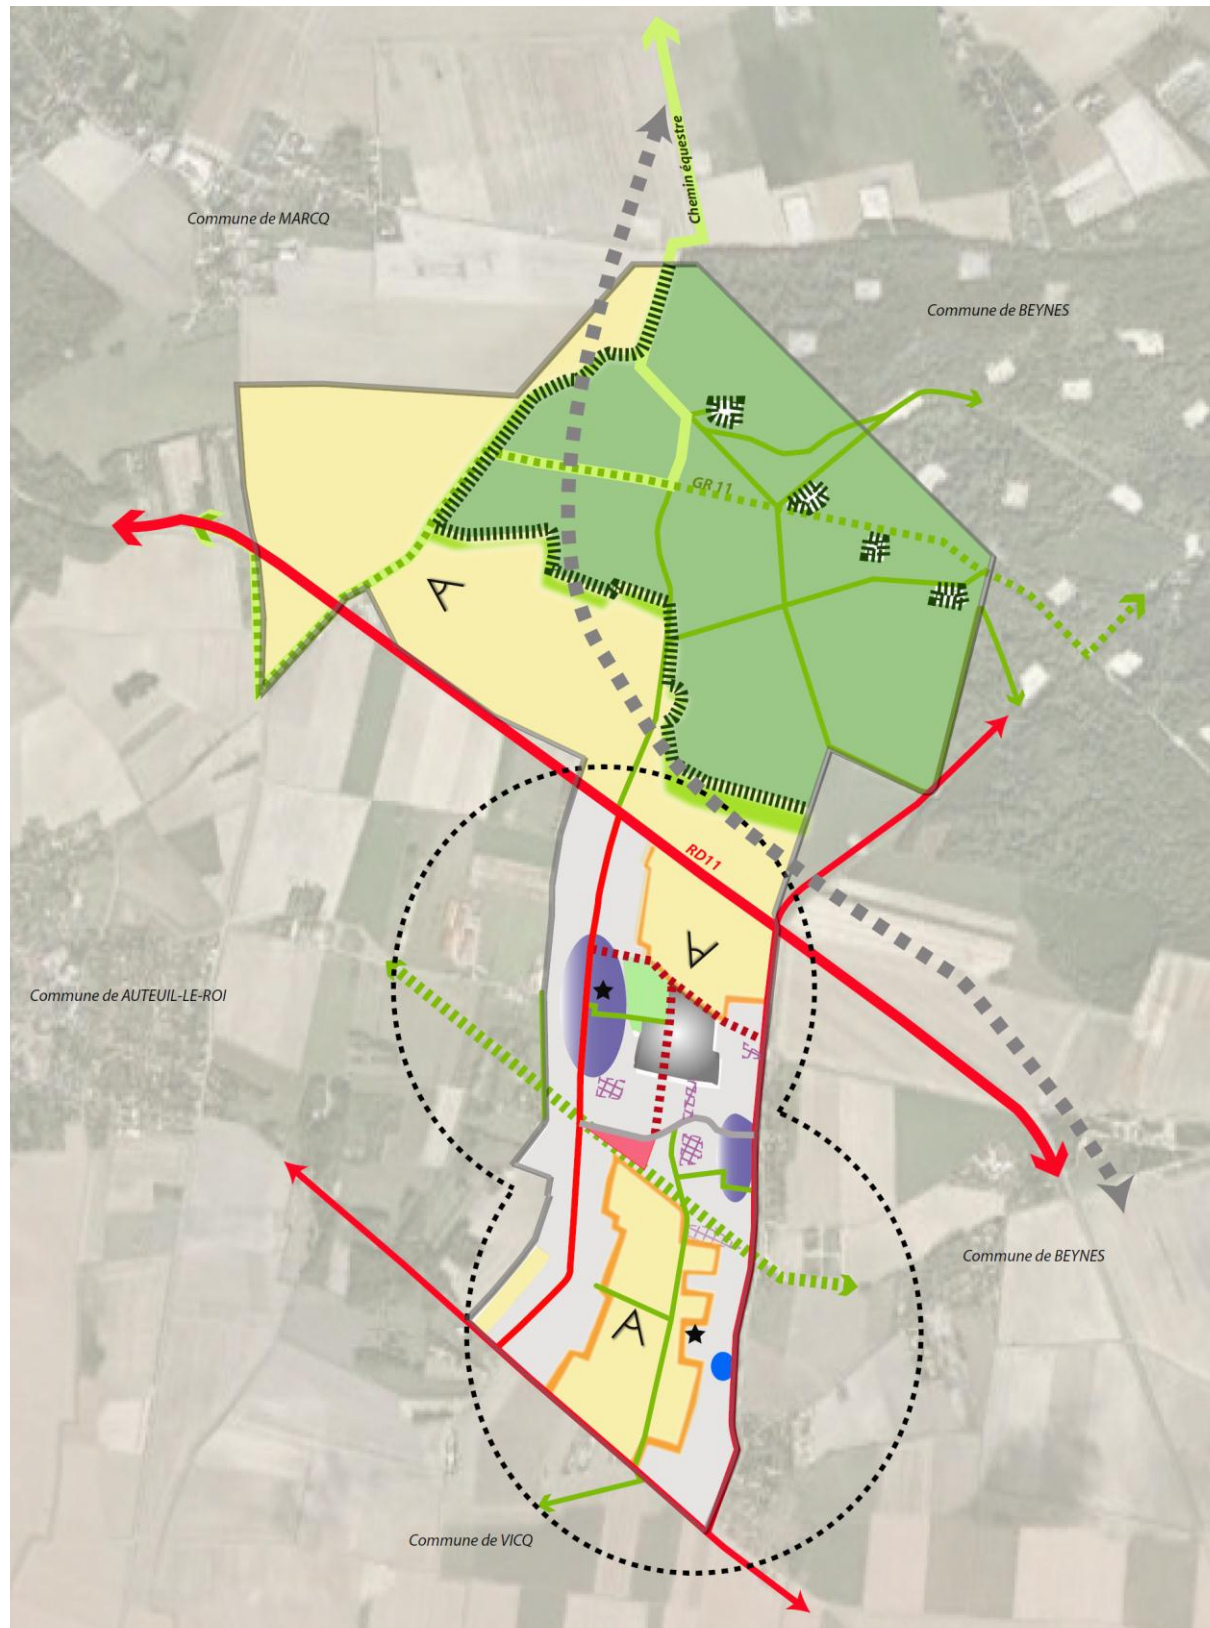 Chemin équestre
Commune de MARCQ
Commune de BEYNES
GR 11
RD11
Commune de AUTEUIL-LE-ROI
Commune de BEYNES
Commune de VICQ